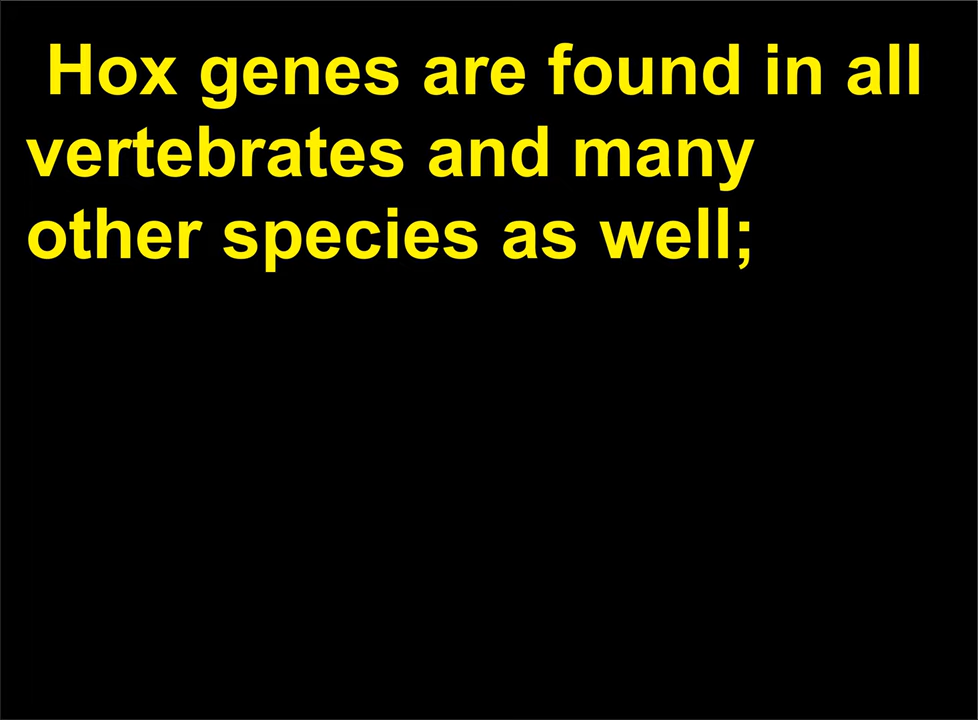 Hox genes are found in all
vertebrates and many
other species as well;